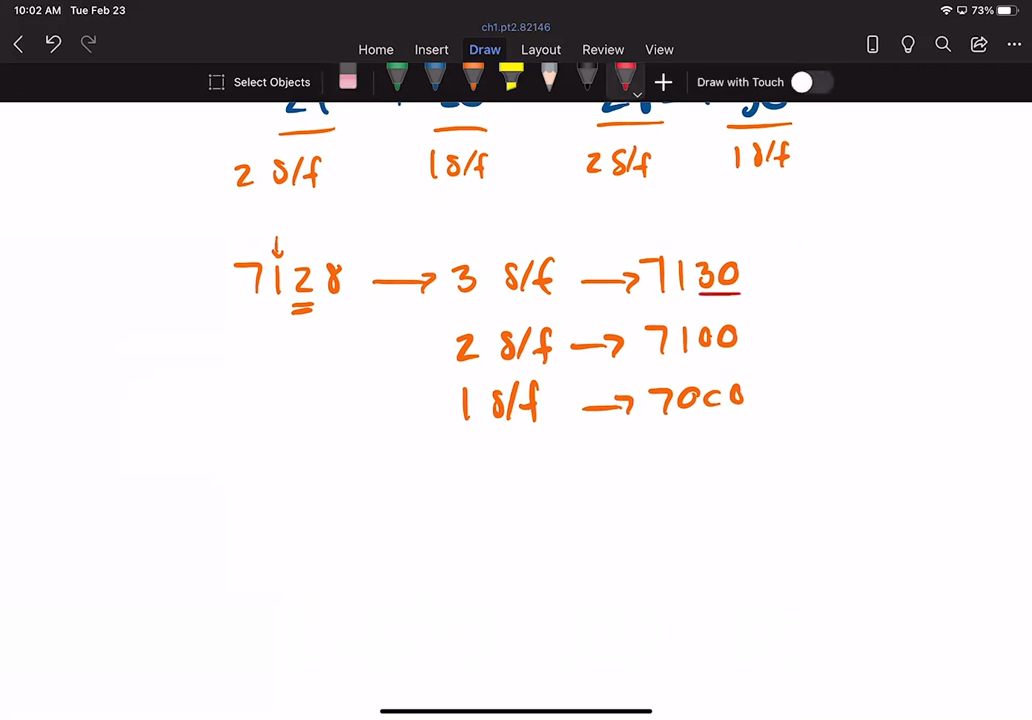 10:02 AM Tue Feb 23 73%
ch1.pt2.82146
Home Insert Draw Layout Review View
Select Objects Draw with Touch
2 s/f 1 s/f 2 s/f 1 s/f
7128 → 3 s/f → 7130
2 s/f → 7100
1 s/f → 7000